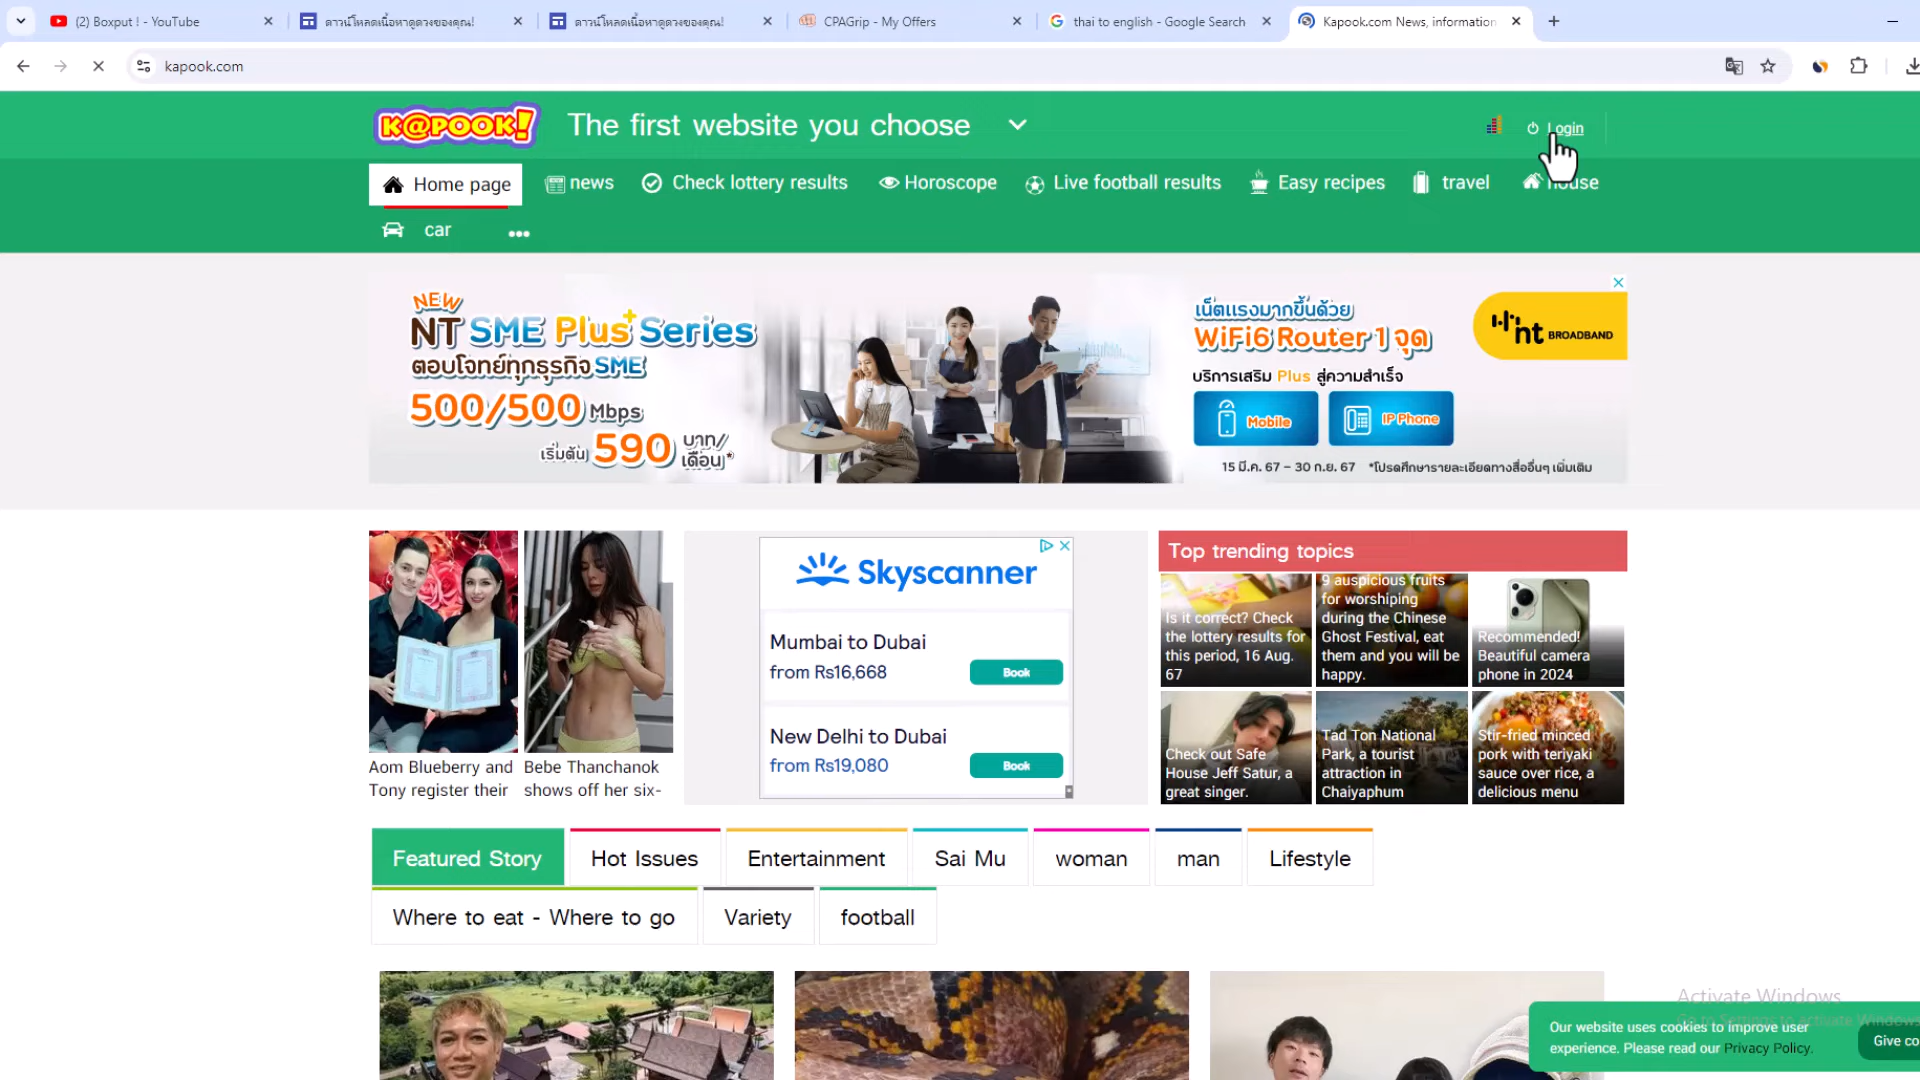 (2) Boxput ! - YouTube
ดาวน์โหลดเนื้อหาดูดวงของคุณ!
ดาวน์โหลดเนื้อหาดูดวงของคุณ!
CPAGrip - My Offers
thai to english - Google Search
Kapook.com News, information
kapook.com
K@POOK!
The first website you choose
Login
Home page
news
Check lottery results
Horoscope
Live football results
Easy recipes
travel
house
car
NEW
NT SME Plus+ Series
ตอบโจทย์ทุกธุรกิจ SME
500/500 Mbps
เริ่มต้น 590 บาท/เดือน*
เน็ตแรงมากขึ้นด้วย
WiFi6 Router 1 จุด
บริการเสริม Plus สู่ความสำเร็จ
Mobile
IP Phone
15 มี.ค. 67 – 30 ก.ย. 67 *โปรดศึกษารายละเอียดทางสื่ออื่นๆ เพิ่มเติม
nt BROADBAND
Aom Blueberry and
Tony register their
Bebe Thanchanok
shows off her six-
Skyscanner
Mumbai to Dubai
from Rs16,668
Book
New Delhi to Dubai
from Rs19,080
Book
Top trending topics
Is it correct? Check
the lottery results for
this period, 16 Aug.
67
9 auspicious fruits
for worshiping
during the Chinese
Ghost Festival, eat
them and you will be
happy.
Recommended!
Beautiful camera
phone in 2024
Check out Safe
House Jeff Satur, a
great singer.
Tad Ton National
Park, a tourist
attraction in
Chaiyaphum
Stir-fried minced
pork with teriyaki
sauce over rice, a
delicious menu
Featured Story
Hot Issues
Entertainment
Sai Mu
woman
man
Lifestyle
Where to eat - Where to go
Variety
football
Activate Windows
Go to Settings to activate Windows
Our website uses cookies to improve user
experience. Please read our Privacy Policy.
Give co